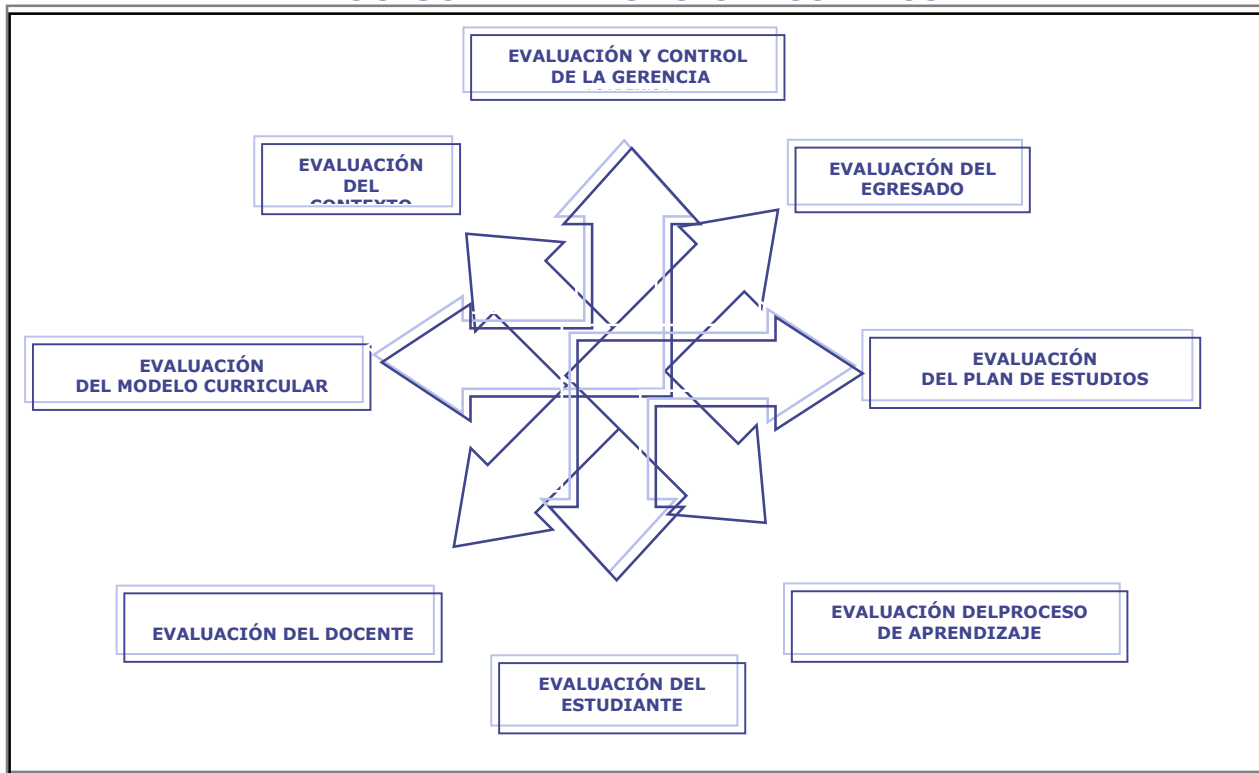 EVALUACIÓN Y CONTROL
DE LA GERENCIA
EVALUACIÓN
DEL
CONTEXTO
EVALUACIÓN DEL
EGRESADO
EVALUACIÓN
DEL MODELO CURRICULAR
EVALUACIÓN
DEL PLAN DE ESTUDIOS
EVALUACIÓN DEL DOCENTE
EVALUACIÓN DELPROCESO
DE APRENDIZAJE
EVALUACIÓN DEL
ESTUDIANTE